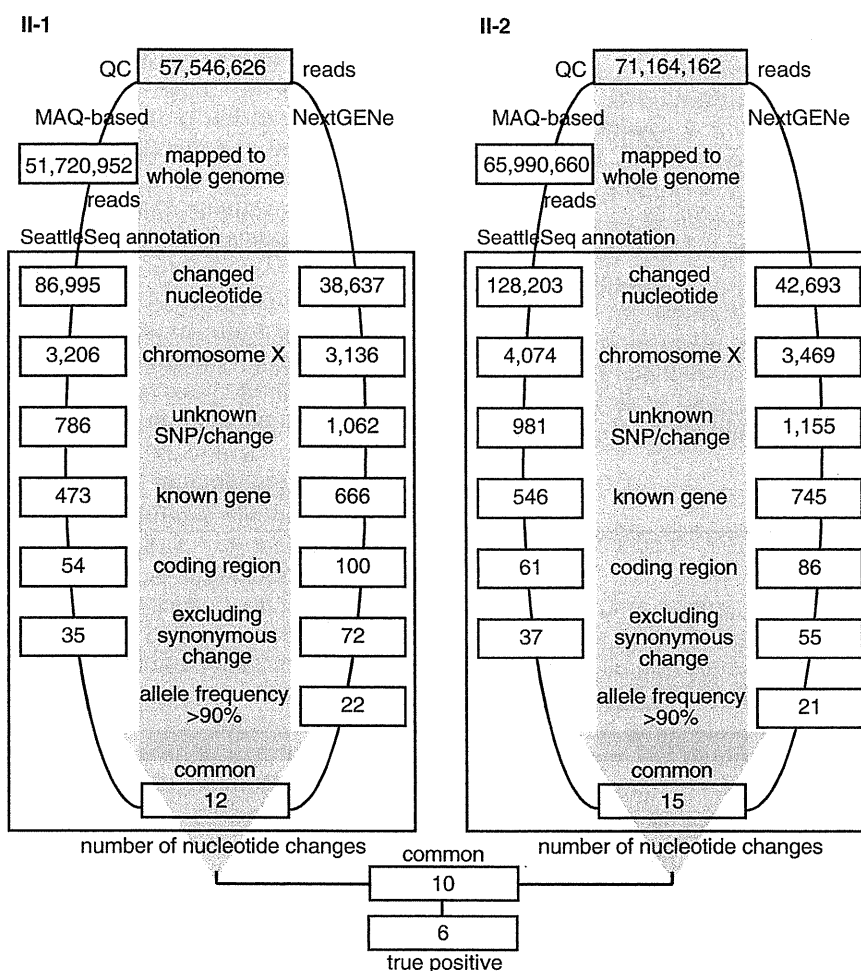 II-1
QC 57,546,626 reads
MAQ-based
NextGENe
51,720,952
mapped to
whole genome
reads
SeattleSeq annotation
86,995
changed
nucleotide
38,637
3,206
chromosome X
3,136
786
unknown
SNP/change
1,062
473
known gene
666
54
coding region
100
35
excluding
synonymous
change
72
allele frequency
>90%
22
common
12
number of nucleotide changes
II-2
QC 71,164,162 reads
MAQ-based
NextGENe
65,990,660
mapped to
whole genome
reads
SeattleSeq annotation
128,203
changed
nucleotide
42,693
4,074
chromosome X
3,469
981
unknown
SNP/change
1,155
546
known gene
745
61
coding region
86
37
excluding
synonymous
change
55
allele frequency
>90%
21
common
15
number of nucleotide changes
common
10
6
true positive